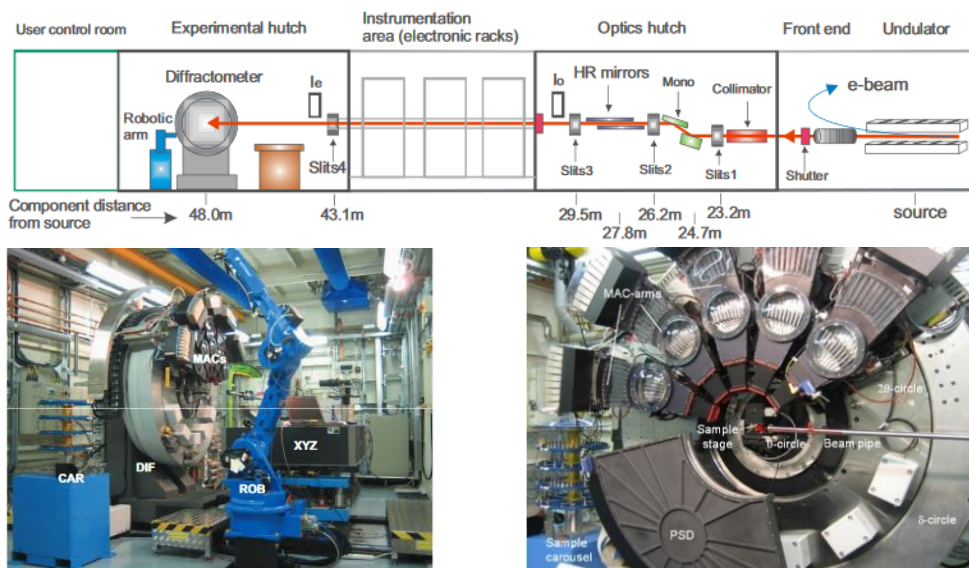 User control room
Experimental hutch
Instrumentation
area (electronic racks)
Optics hutch
Front end
Undulator
Diffractometer
Ie
Io
HR mirrors
Mono
Collimator
e-beam
Robotic
arm
Slits4
Slits3
Slits2
Slits1
Shutter
Component distance
from source
48.0m
43.1m
29.5m
27.8m
26.2m
24.7m
23.2m
source
MACs
DIF
XYZ
CAR
ROB
MAC-arms
2θ-circle
Sample
stage
θ-circle
Beam pipe
PSD
δ-circle
Sample
carousel